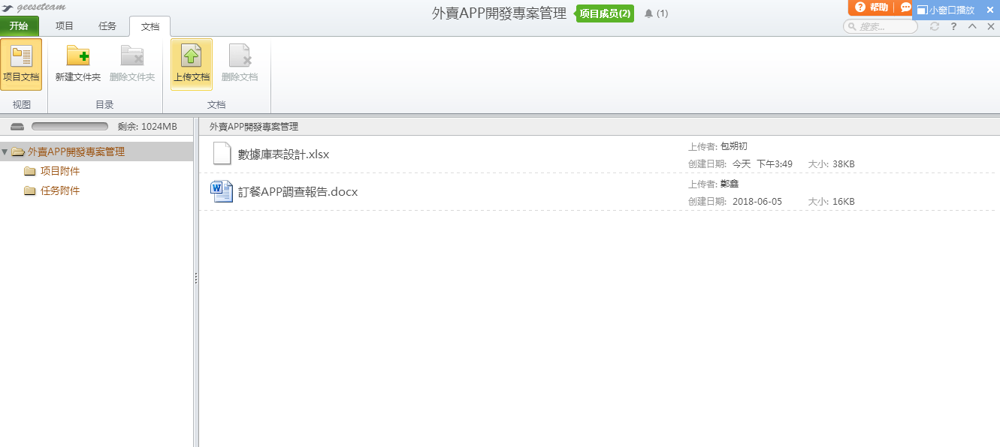 geeseteam
外賣APP開發專案管理
项目成员(2)
(1)
帮助
小窗口播放
开始
项目
任务
文档
搜索...
项目文档
新建文件夹
删除文件夹
上传文档
删除文档
视图
目录
文档
剩余: 1024MB
外賣APP開發專案管理
外賣APP開發專案管理
项目附件
任务附件
數據庫表設計.xlsx
上传者: 包朔初
创建日期: 今天 下午3:49 大小: 38KB
訂餐APP調查報告.docx
上传者: 鄭鑫
创建日期: 2018-06-05 大小: 16KB